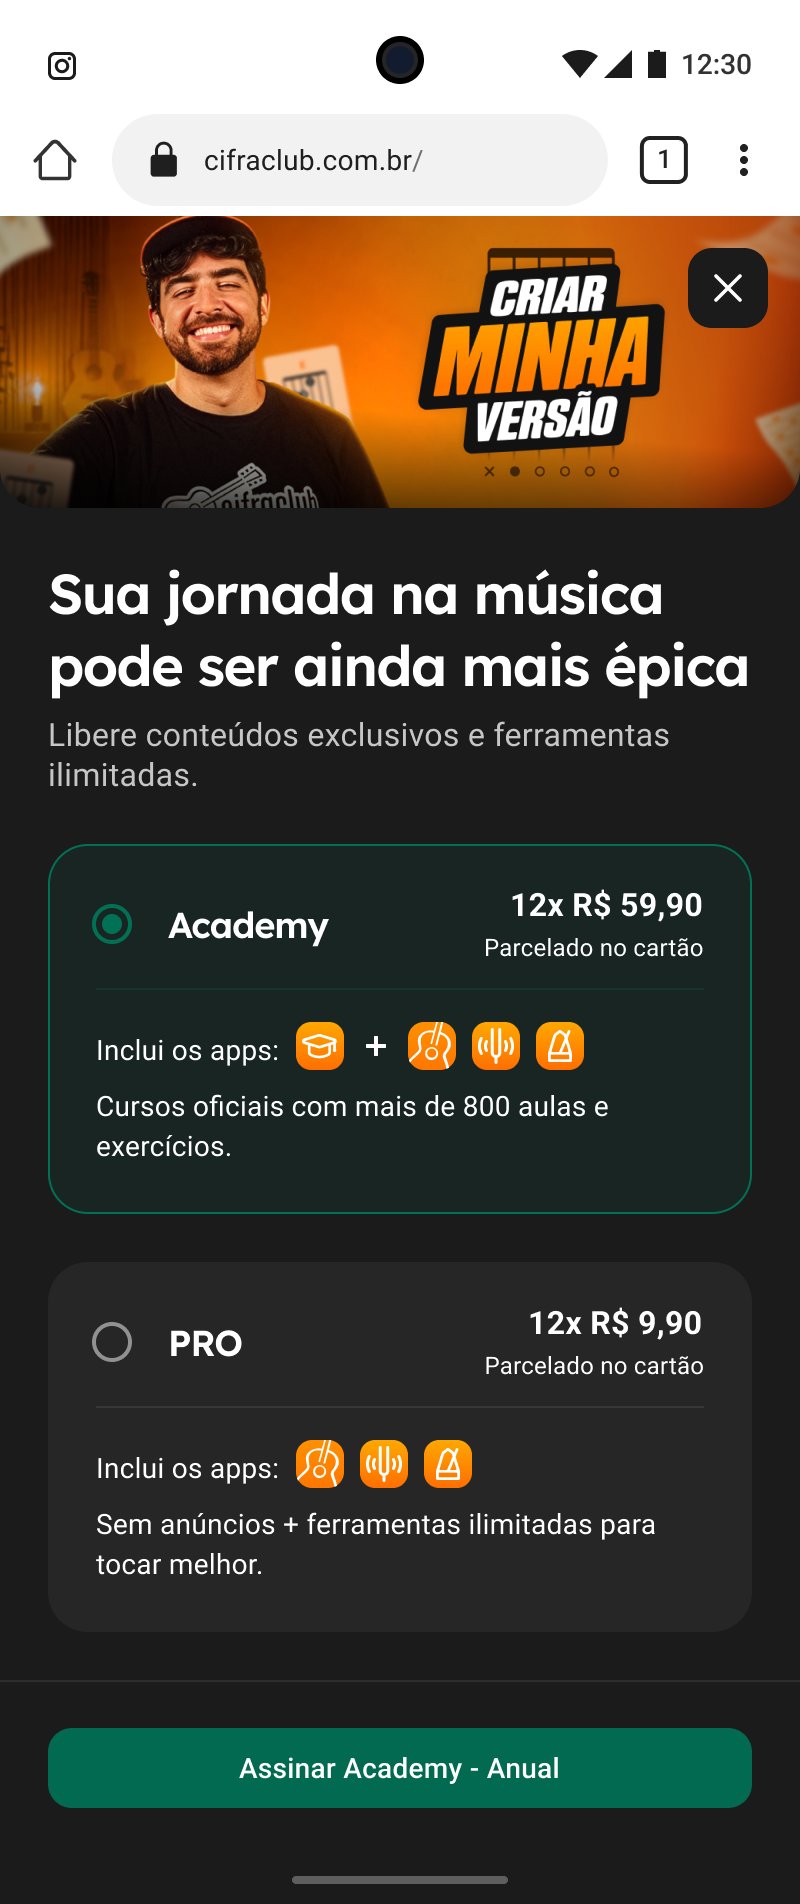 12:30
cifraclub.com.br/
1
CRIAR
MINHA
VERSÃO
cifraclub
Sua jornada na música
pode ser ainda mais épica
Libere conteúdos exclusivos e ferramentas
ilimitadas.
Academy
12x R$ 59,90
Parcelado no cartão
Inclui os apps: +
Cursos oficiais com mais de 800 aulas e
exercícios.
PRO
12x R$ 9,90
Parcelado no cartão
Inclui os apps:
Sem anúncios + ferramentas ilimitadas para
tocar melhor.
Assinar Academy - Anual